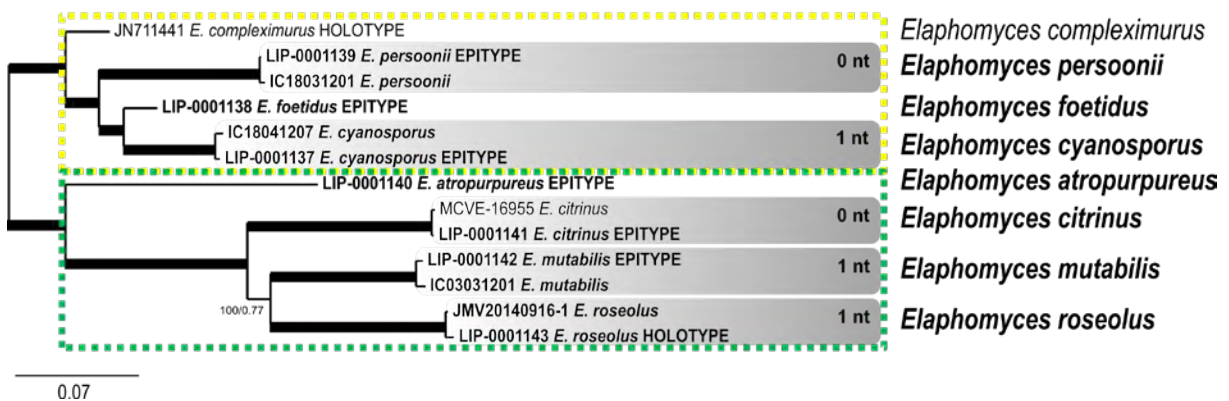 JN711441 E. compleximurus HOLOTYPE
Elaphomyces compleximurus
LIP-0001139 E. persoonii EPITYPE
0 nt
Elaphomyces persoonii
IC18031201 E. persoonii
LIP-0001138 E. foetidus EPITYPE
Elaphomyces foetidus
IC18041207 E. cyanosporus
1 nt
Elaphomyces cyanosporus
LIP-0001137 E. cyanosporus EPITYPE
LIP-0001140 E. atropurpureus EPITYPE
Elaphomyces atropurpureus
MCVE-16955 E. citrinus
0 nt
Elaphomyces citrinus
LIP-0001141 E. citrinus EPITYPE
LIP-0001142 E. mutabilis EPITYPE
1 nt
Elaphomyces mutabilis
IC03031201 E. mutabilis
100/0.77
JMV20140916-1 E. roseolus
1 nt
Elaphomyces roseolus
LIP-0001143 E. roseolus HOLOTYPE
0.07